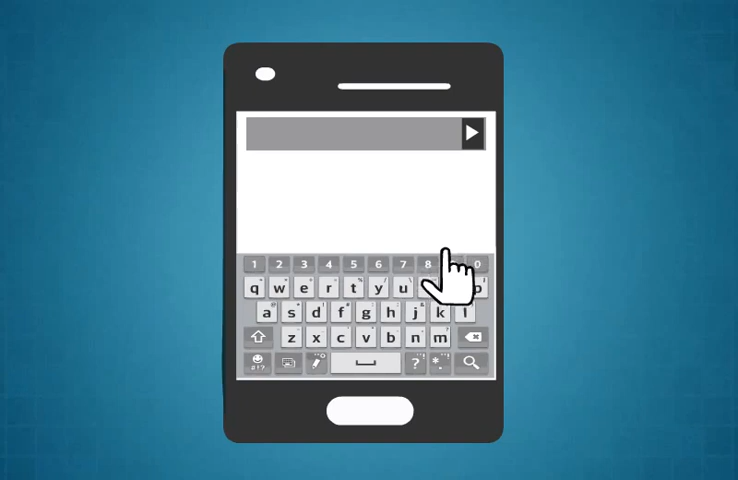 1 2 3 4 5 6 7 8 0
q w e r t y u p
a s d f g h j k l
z x c v b n m
#!? ? *